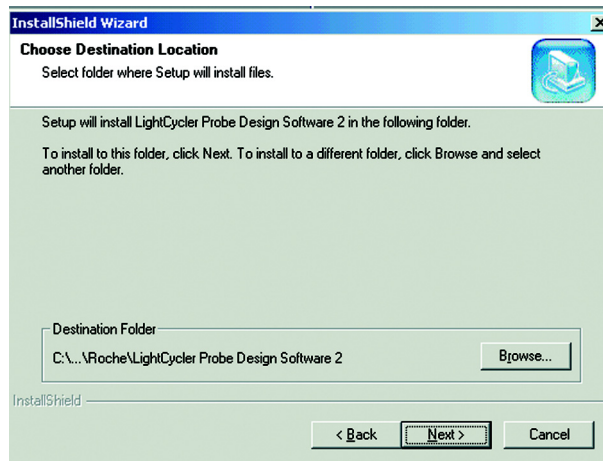 InstallShield Wizard
Choose Destination Location
Select folder where Setup will install files.
Setup will install LightCycler Probe Design Software 2 in the following folder.
To install to this folder, click Next. To install to a different folder, click Browse and select
another folder.
Destination Folder
C:\...\Roche\LightCycler Probe Design Software 2
Browse...
InstallShield
< Back
Next >
Cancel